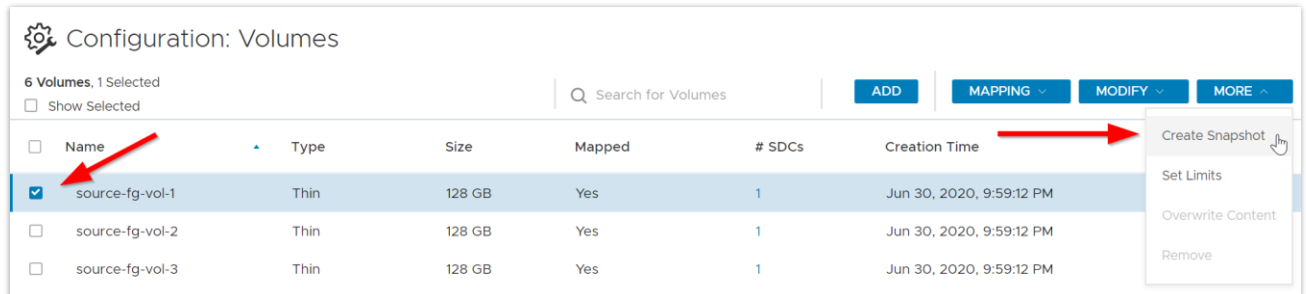 Configuration: Volumes
6 Volumes, 1 Selected
Show Selected
Search for Volumes
ADD
MAPPING
MODIFY
MORE
Name Type Size Mapped # SDCs Creation Time
source-fg-vol-1 Thin 128 GB Yes 1 Jun 30, 2020, 9:59:12 PM
source-fg-vol-2 Thin 128 GB Yes 1 Jun 30, 2020, 9:59:12 PM
source-fg-vol-3 Thin 128 GB Yes 1 Jun 30, 2020, 9:59:12 PM
Create Snapshot
Set Limits
Overwrite Content
Remove